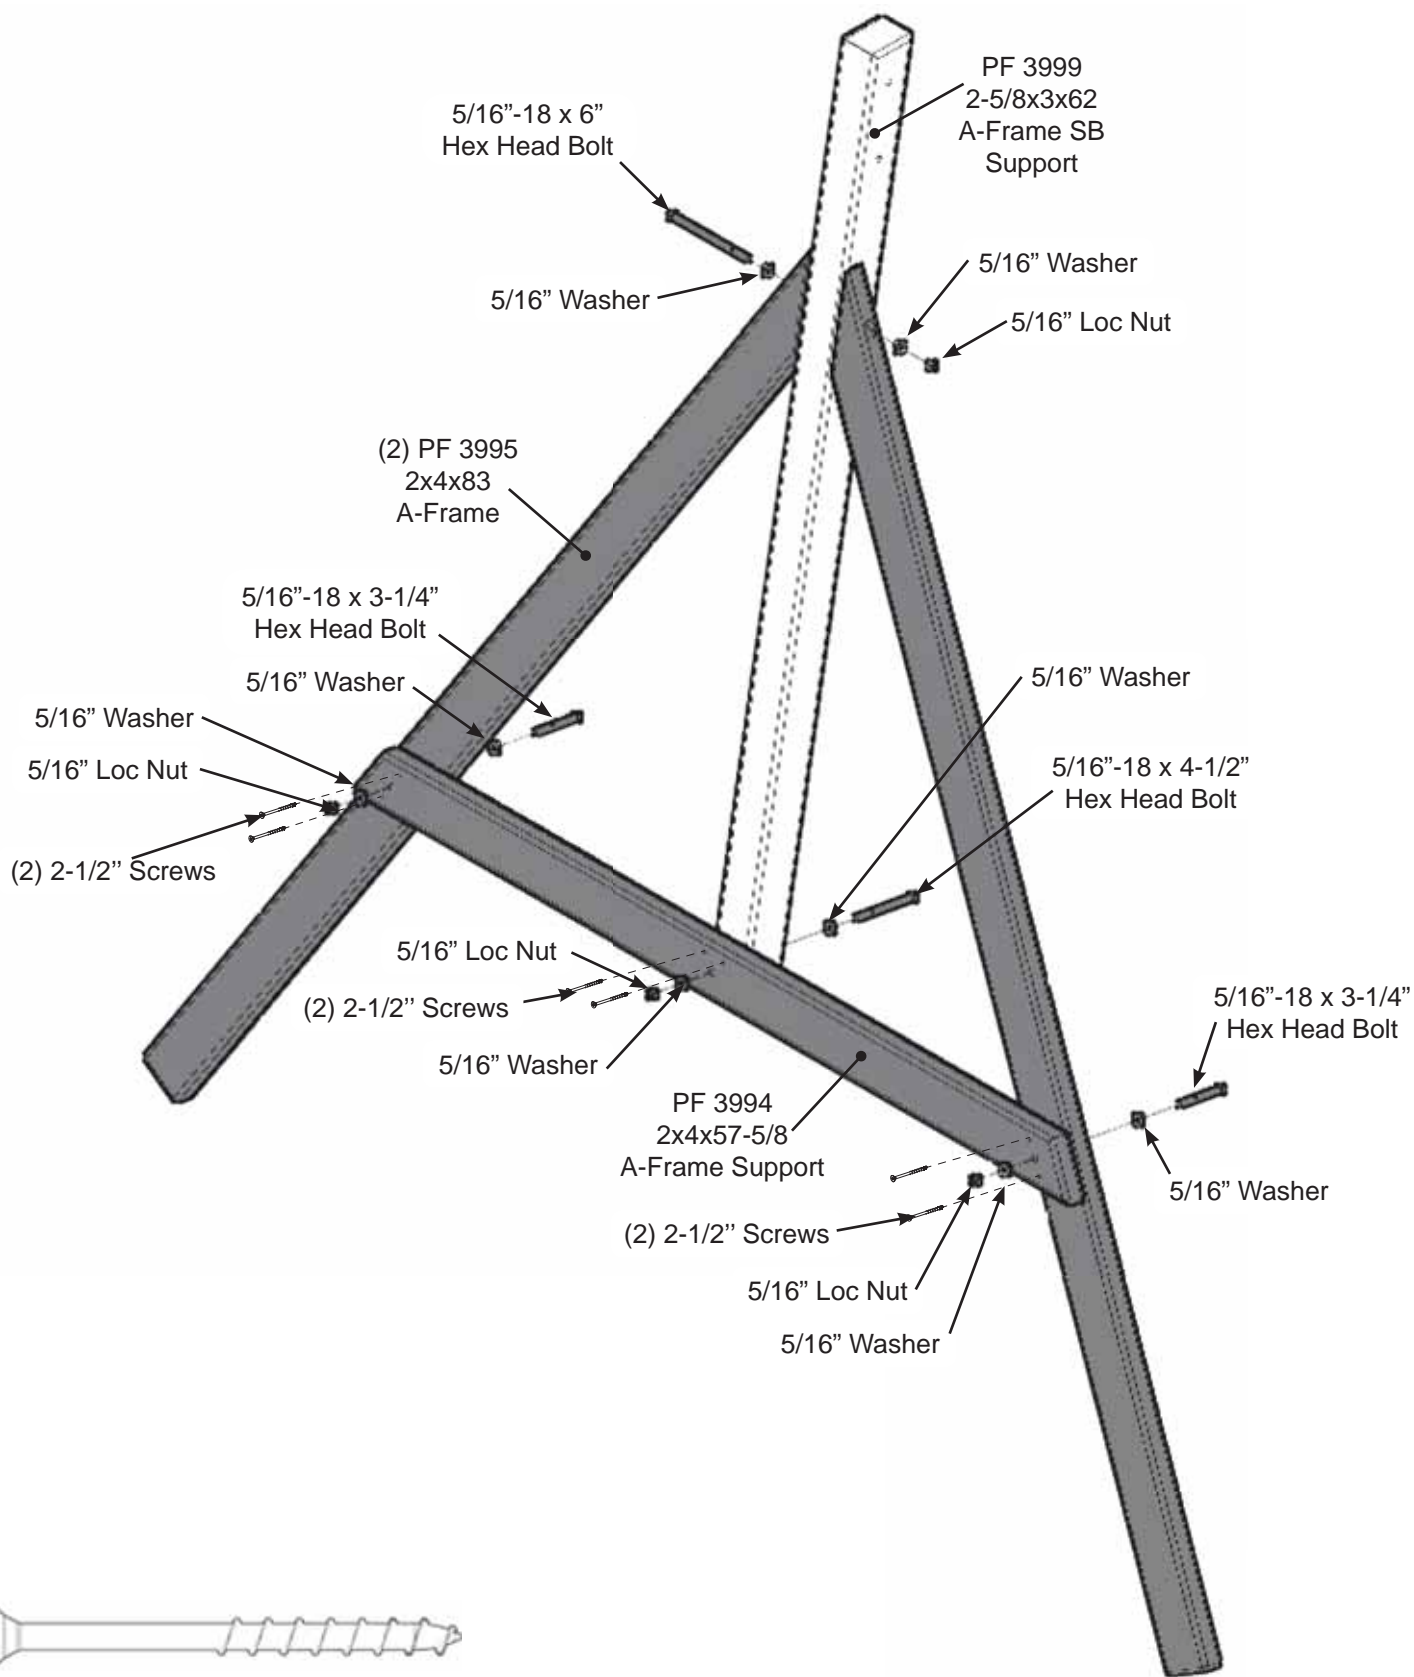 PF 3999
2-5/8x3x62
A-Frame SB
Support
5/16”-18 x 6”
Hex Head Bolt
5/16” Washer
5/16” Washer
5/16” Loc Nut
(2) PF 3995
2x4x83
A-Frame
5/16”-18 x 3-1/4”
Hex Head Bolt
5/16” Washer
5/16” Washer
5/16” Loc Nut
(2) 2-1/2’’ Screws
5/16” Washer
5/16”-18 x 4-1/2”
Hex Head Bolt
5/16” Loc Nut
(2) 2-1/2’’ Screws
5/16” Washer
5/16”-18 x 3-1/4”
Hex Head Bolt
PF 3994
2x4x57-5/8
A-Frame Support
5/16” Washer
(2) 2-1/2’’ Screws
5/16” Loc Nut
5/16” Washer